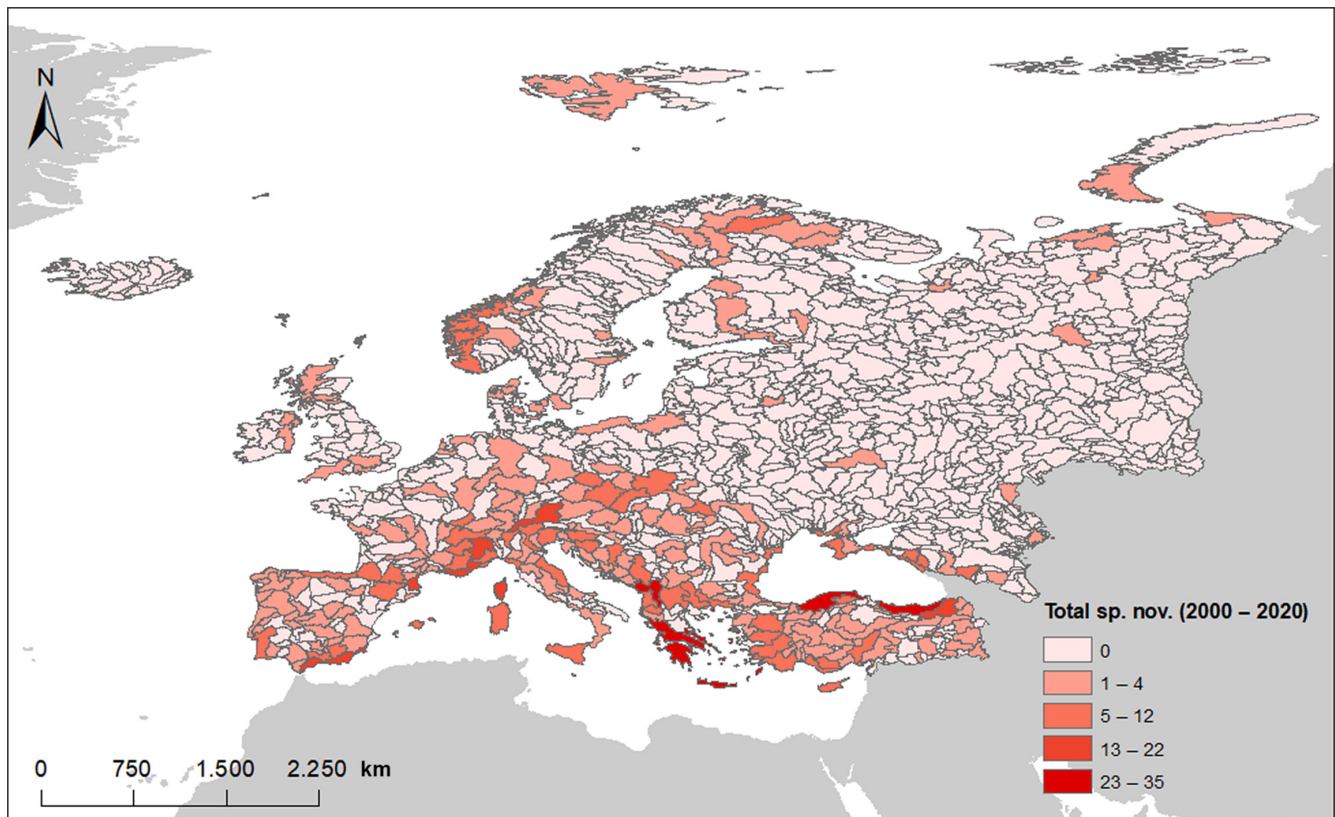 N
Total sp. nov. (2000 – 2020)
0
1 – 4
5 – 12
13 – 22
23 – 35
0 750 1.500 2.250 km